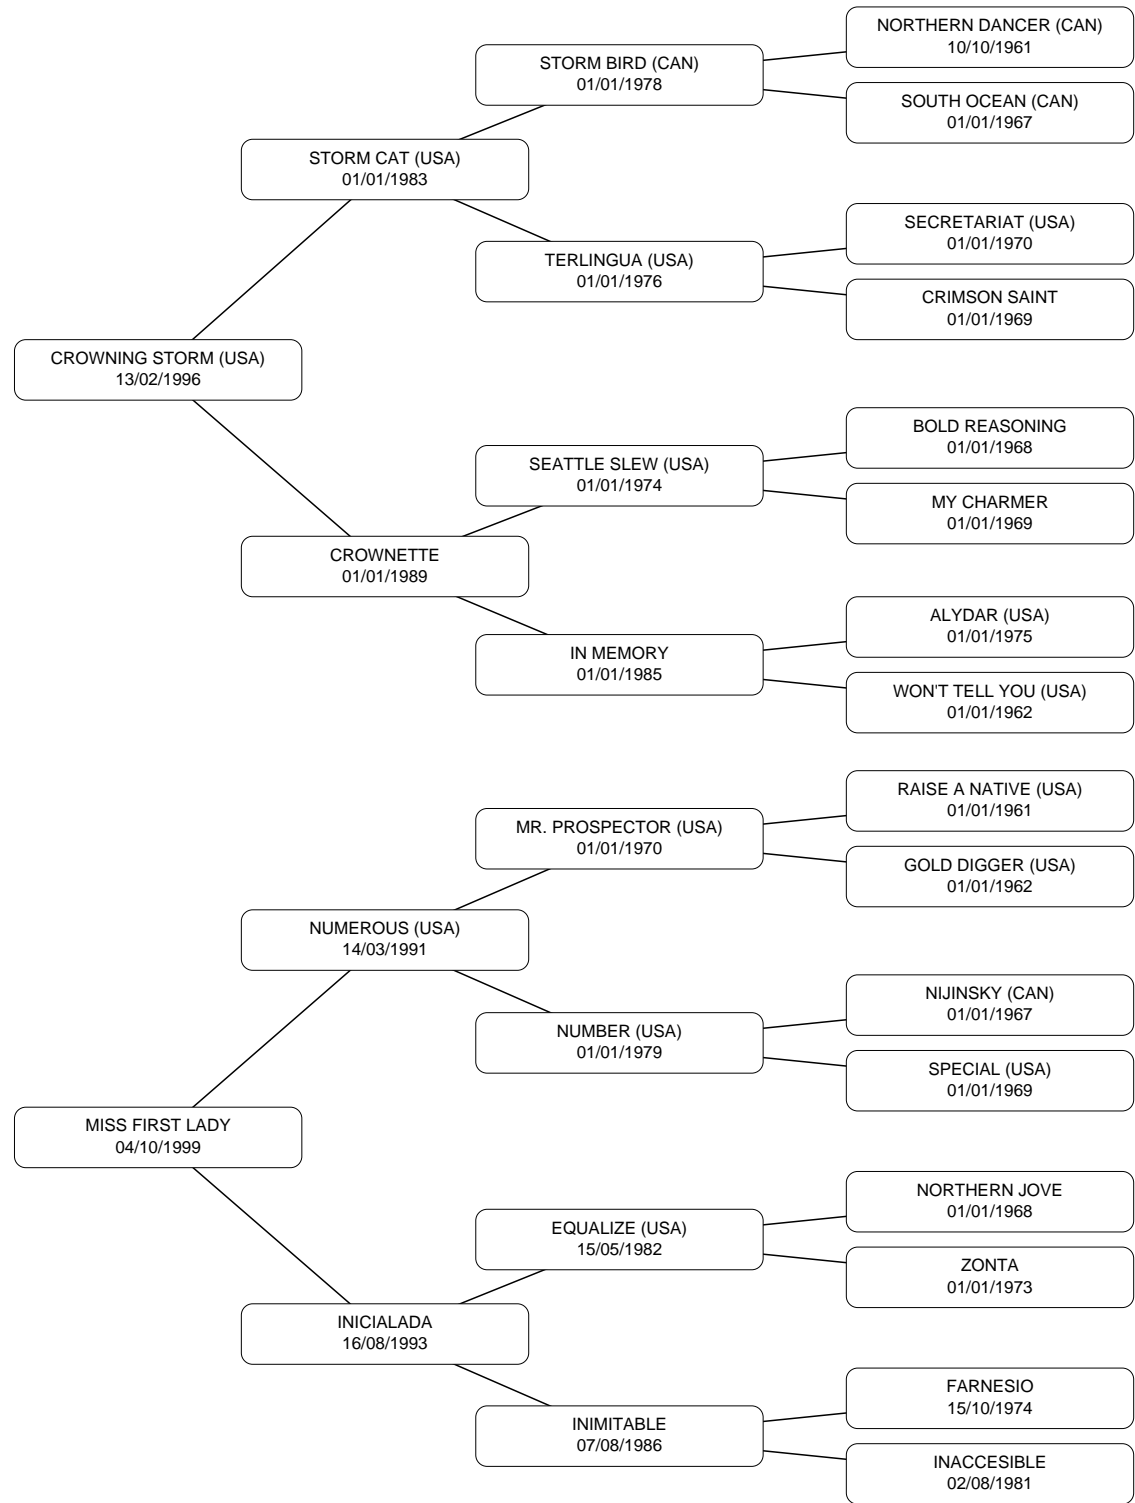 NORTHERN DANCER (CAN)
10/10/1961
STORM BIRD (CAN)
01/01/1978
SOUTH OCEAN (CAN)
01/01/1967
STORM CAT (USA)
01/01/1983
SECRETARIAT (USA)
01/01/1970
TERLINGUA (USA)
01/01/1976
CRIMSON SAINT
01/01/1969
CROWNING STORM (USA)
13/02/1996
BOLD REASONING
01/01/1968
SEATTLE SLEW (USA)
01/01/1974
MY CHARMER
01/01/1969
CROWNETTE
01/01/1989
ALYDAR (USA)
01/01/1975
IN MEMORY
01/01/1985
WON'T TELL YOU (USA)
01/01/1962
RAISE A NATIVE (USA)
01/01/1961
MR. PROSPECTOR (USA)
01/01/1970
GOLD DIGGER (USA)
01/01/1962
NUMEROUS (USA)
14/03/1991
NIJINSKY (CAN)
01/01/1967
NUMBER (USA)
01/01/1979
SPECIAL (USA)
01/01/1969
MISS FIRST LADY
04/10/1999
NORTHERN JOVE
01/01/1968
EQUALIZE (USA)
15/05/1982
ZONTA
01/01/1973
INICIALADA
16/08/1993
FARNESIO
15/10/1974
INIMITABLE
07/08/1986
INACCESIBLE
02/08/1981